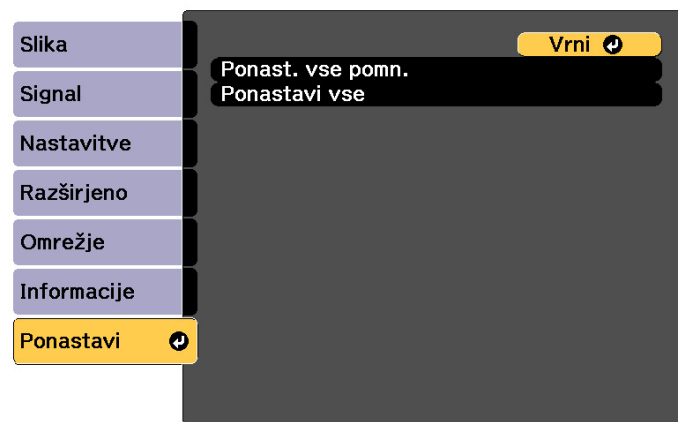 Slika
Signal
Nastavitve
Razširjeno
Omrežje
Informacije
Ponastavi
Vrni
Ponast. vse pomn.
Ponastavi vse